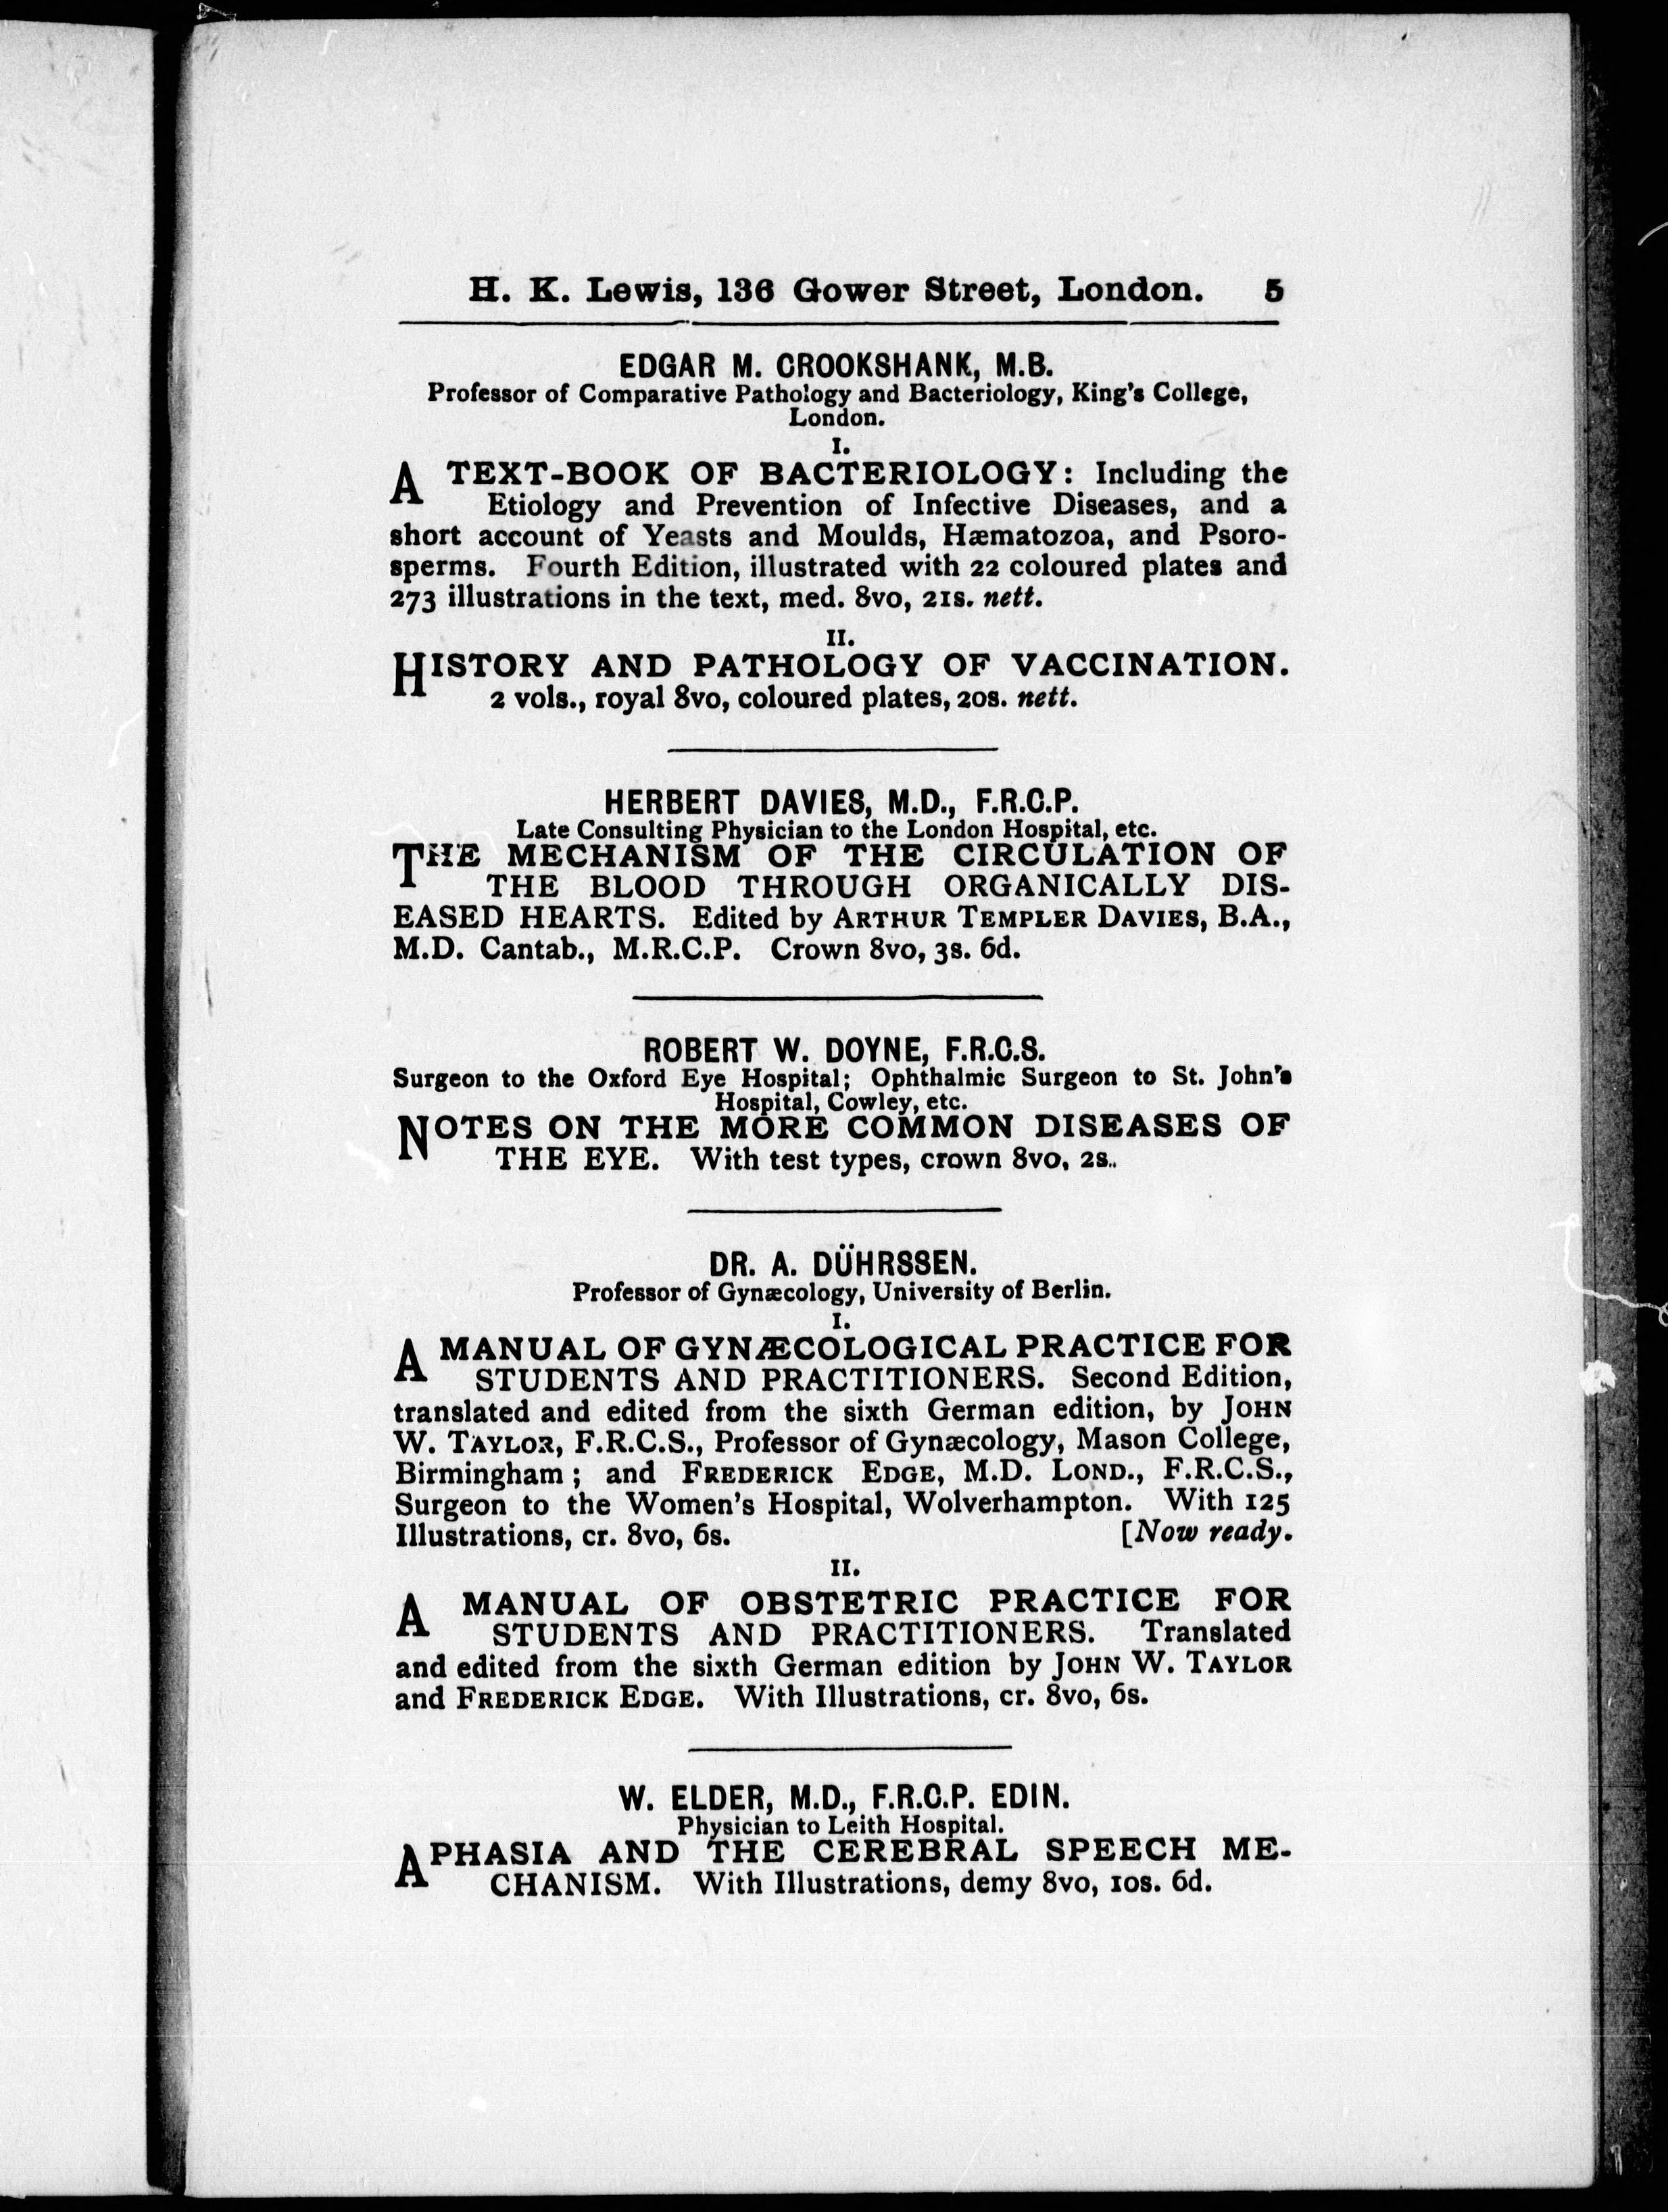 H. K. Lewis, 136 Gower Street, London. 5
EDGAR M. CROOKSHANK, M.B.
Professor of Comparative Pathology and Bacteriology, King's College,
London.
I.
A TEXT-BOOK OF BACTERIOLOGY: Including the
Etiology and Prevention of Infective Diseases, and a
short account of Yeasts and Moulds, Hæmatozoa, and Psoro-
sperms. Fourth Edition, illustrated with 22 coloured plates and
273 illustrations in the text, med. 8vo, 21s. nett.
II.
HISTORY AND PATHOLOGY OF VACCINATION.
2 vols., royal 8vo, coloured plates, 20s. nett.
HERBERT DAVIES, M.D., F.R.C.P.
Late Consulting Physician to the London Hospital, etc.
THE MECHANISM OF THE CIRCULATION OF
THE BLOOD THROUGH ORGANICALLY DIS-
EASED HEARTS. Edited by ARTHUR TEMPLER DAVIES, B.A.,
M.D. Cantab., M.R.C.P. Crown 8vo, 3s. 6d.
ROBERT W. DOYNE, F.R.C.S.
Surgeon to the Oxford Eye Hospital; Ophthalmic Surgeon to St. John's
Hospital, Cowley, etc.
NOTES ON THE MORE COMMON DISEASES OF
THE EYE. With test types, crown 8vo, 2s.
DR. A. DÜHRSSEN.
Professor of Gynæcology, University of Berlin.
I.
A MANUAL OF GYNÆCOLOGICAL PRACTICE FOR
STUDENTS AND PRACTITIONERS. Second Edition,
translated and edited from the sixth German edition, by JOHN
W. TAYLOR, F.R.C.S., Professor of Gynæcology, Mason College,
Birmingham; and FREDERICK EDGE, M.D. LOND., F.R.C.S.,
Surgeon to the Women's Hospital, Wolverhampton. With 125
Illustrations, cr. 8vo, 6s. [Now ready.
II.
A MANUAL OF OBSTETRIC PRACTICE FOR
STUDENTS AND PRACTITIONERS. Translated
and edited from the sixth German edition by JOHN W. TAYLOR
and FREDERICK EDGE. With Illustrations, cr. 8vo, 6s.
W. ELDER, M.D., F.R.C.P. EDIN.
Physician to Leith Hospital.
APHASIA AND THE CEREBRAL SPEECH ME-
CHANISM. With Illustrations, demy 8vo, 10s. 6d.